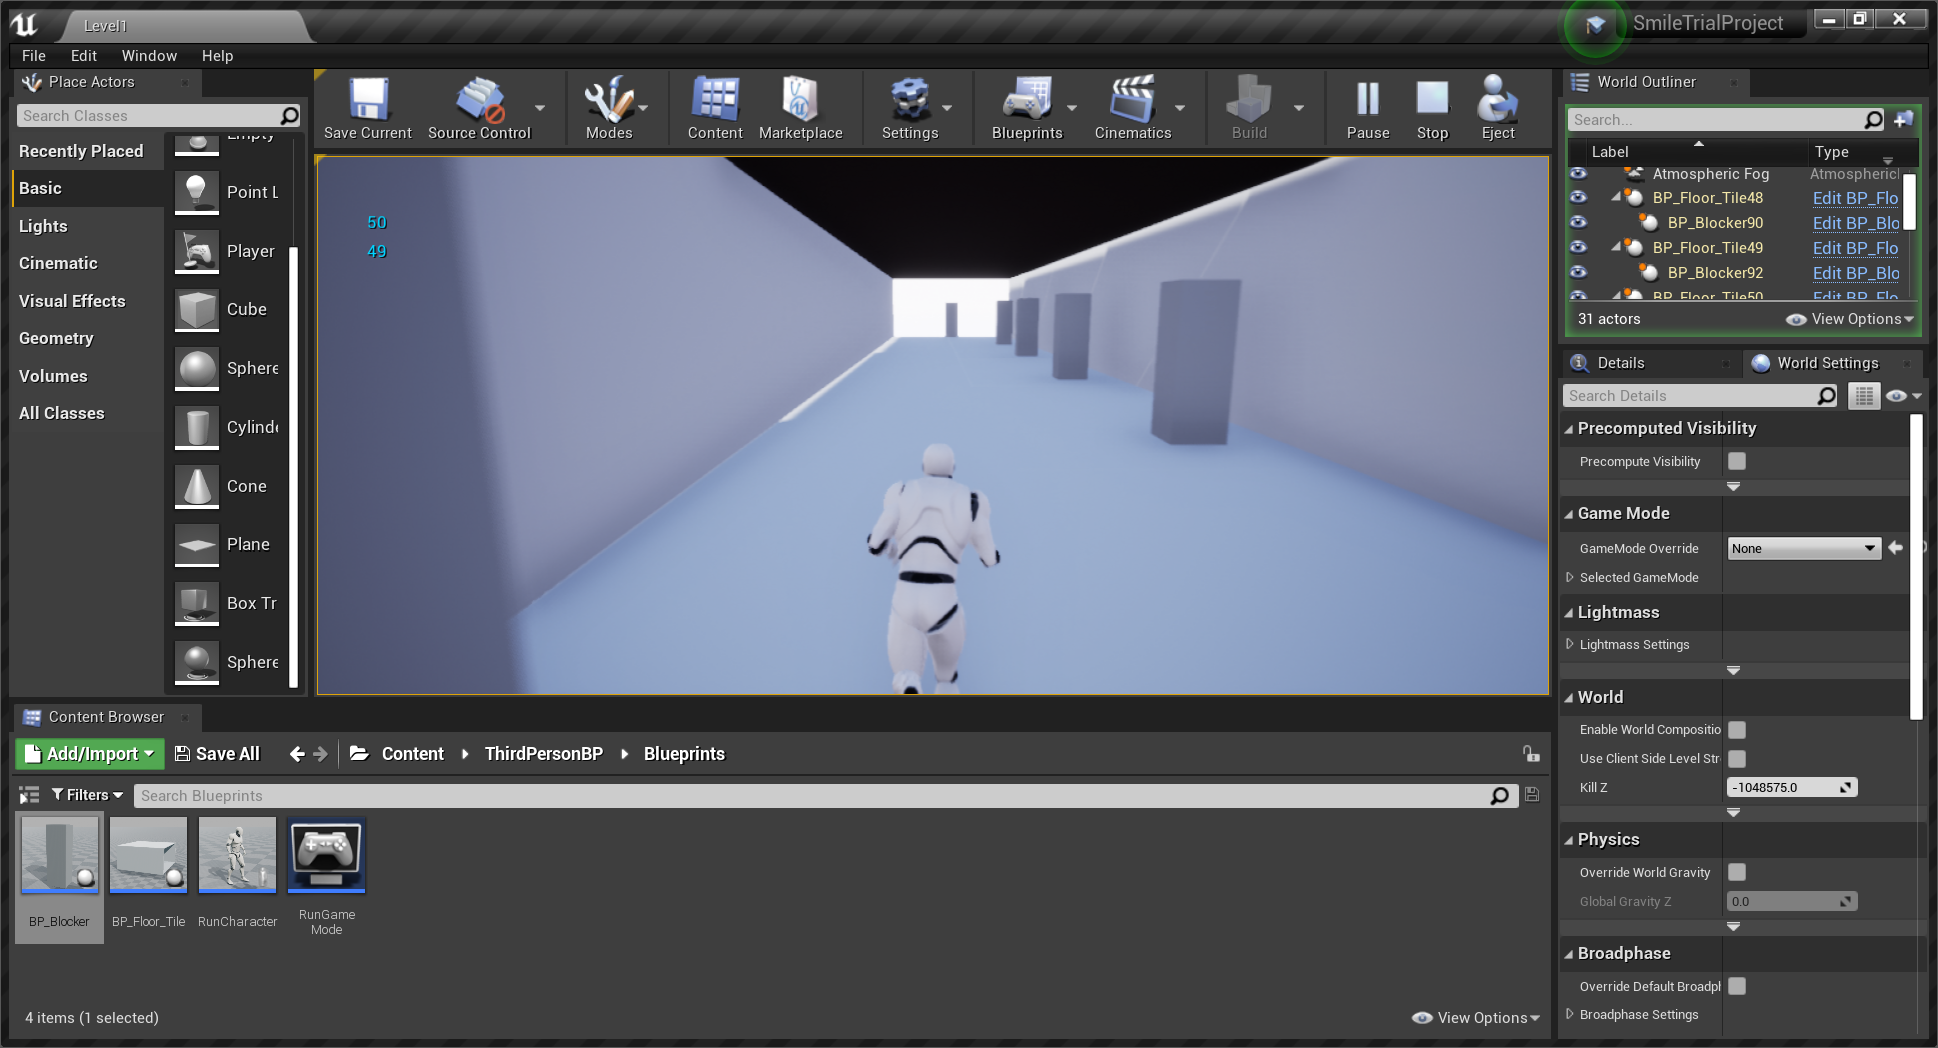 Level1
SmileTrialProject
File Edit Window Help
Place Actors
Search Classes
Recently Placed
Basic
Lights
Cinematic
Visual Effects
Geometry
Volumes
All Classes
Empty
Point L
Player
Cube
Sphere
Cylinde
Cone
Plane
Box Tr
Sphere
Save Current
Source Control
Modes
Content
Marketplace
Settings
Blueprints
Cinematics
Build
Pause
Stop
Eject
50
49
World Outliner
Search...
Label Type
Atmospheric Fog Atmospheric
BP_Floor_Tile48 Edit BP_Flo
BP_Blocker90 Edit BP_Blo
BP_Floor_Tile49 Edit BP_Flo
BP_Blocker92 Edit BP_Blo
BP_Floor_Tile50 Edit BP_Flo
31 actors View Options
Details World Settings
Search Details
Precomputed Visibility
Precompute Visibility
Game Mode
GameMode Override None
Selected GameMode
Lightmass
Lightmass Settings
World
Enable World Compositio
Use Client Side Level Str
Kill Z -1048575.0
Physics
Override World Gravity
Global Gravity Z 0.0
Broadphase
Override Default Broadpl
Broadphase Settings
Content Browser
Add/Import Save All Content ThirdPersonBP Blueprints
Filters Search Blueprints
BP_Blocker
BP_Floor_Tile
RunCharacter
RunGame
Mode
4 items (1 selected) View Options